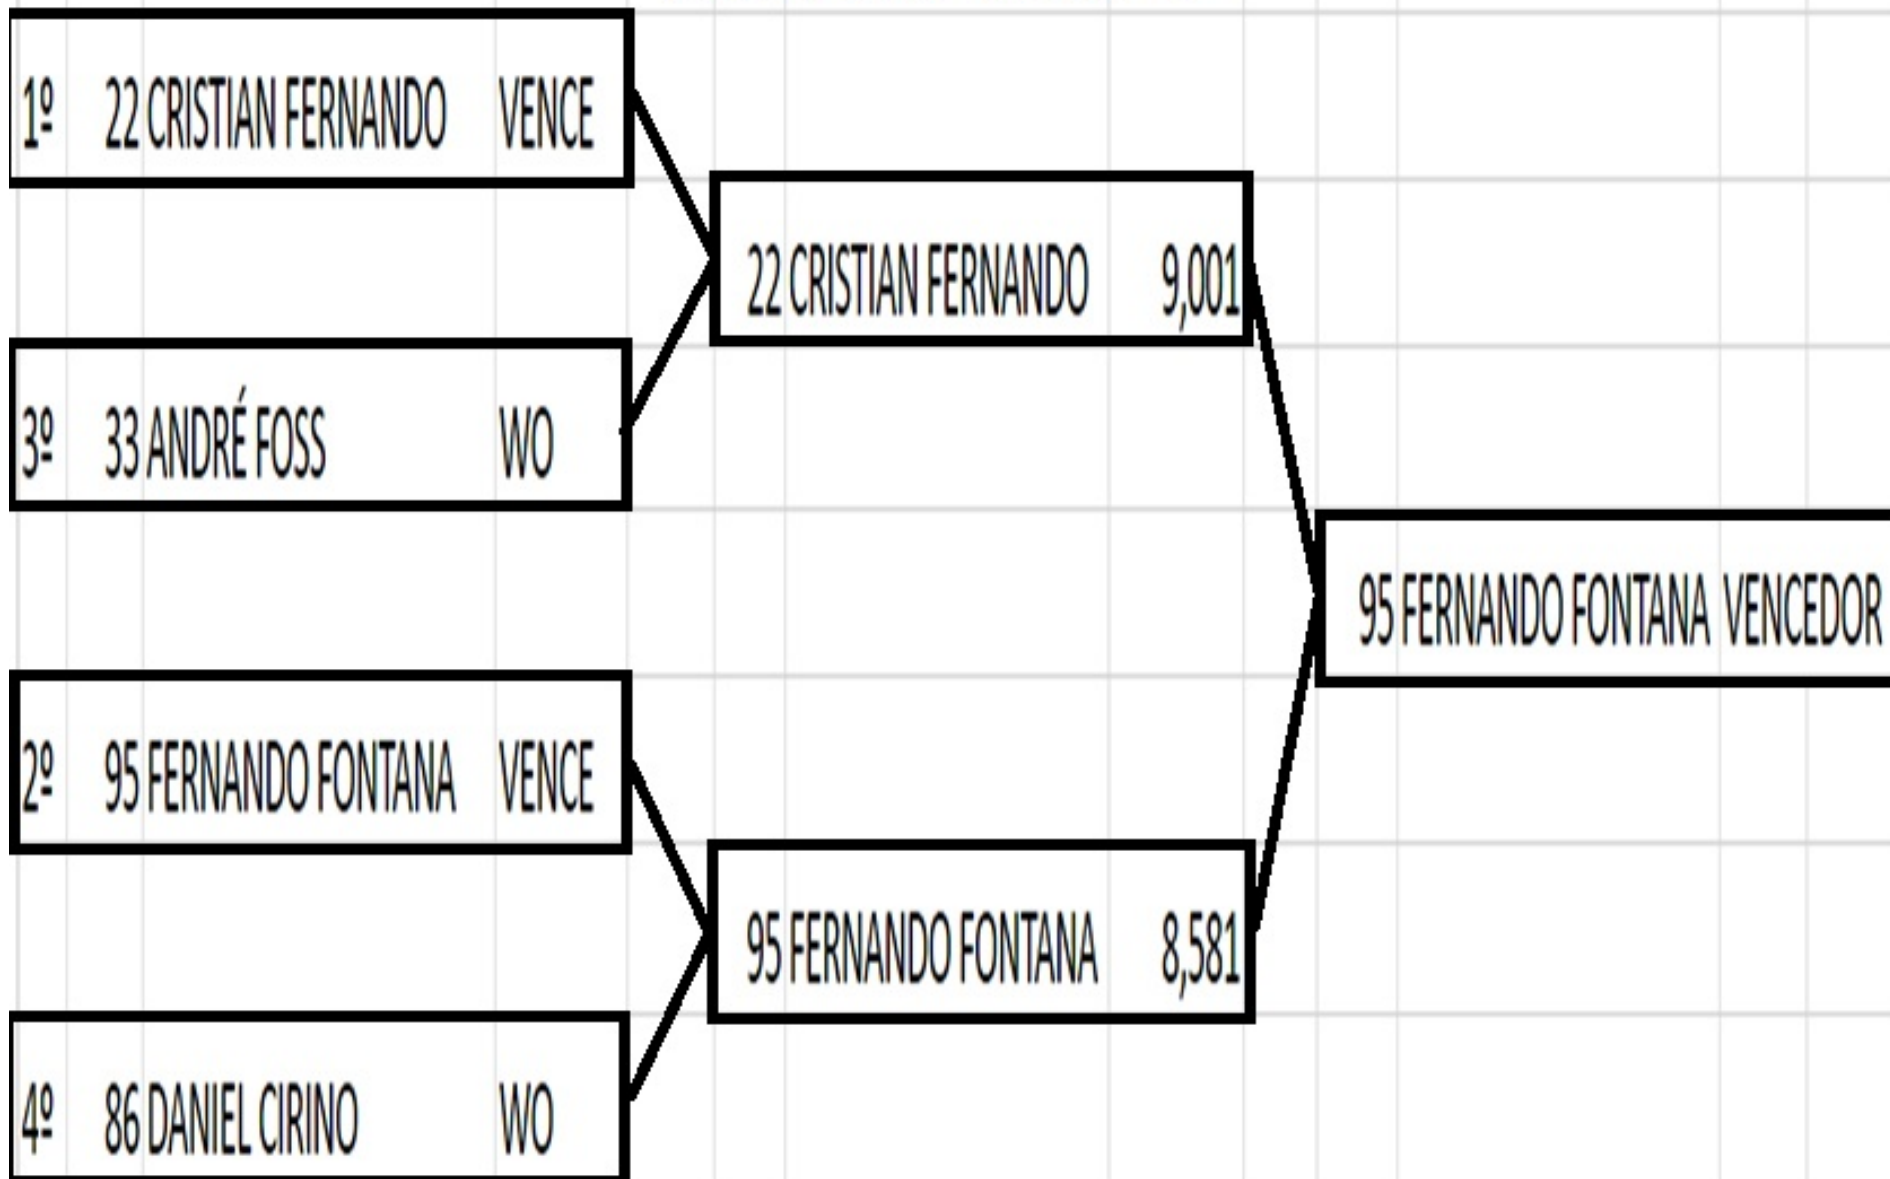 1º 22 CRISTIAN FERNANDO VENCE
22 CRISTIAN FERNANDO 9,001
3º 33 ANDRÉ FOSS WO
95 FERNANDO FONTANA VENCEDOR
2º 95 FERNANDO FONTANA VENCE
95 FERNANDO FONTANA 8,581
4º 86 DANIEL CIRINO WO